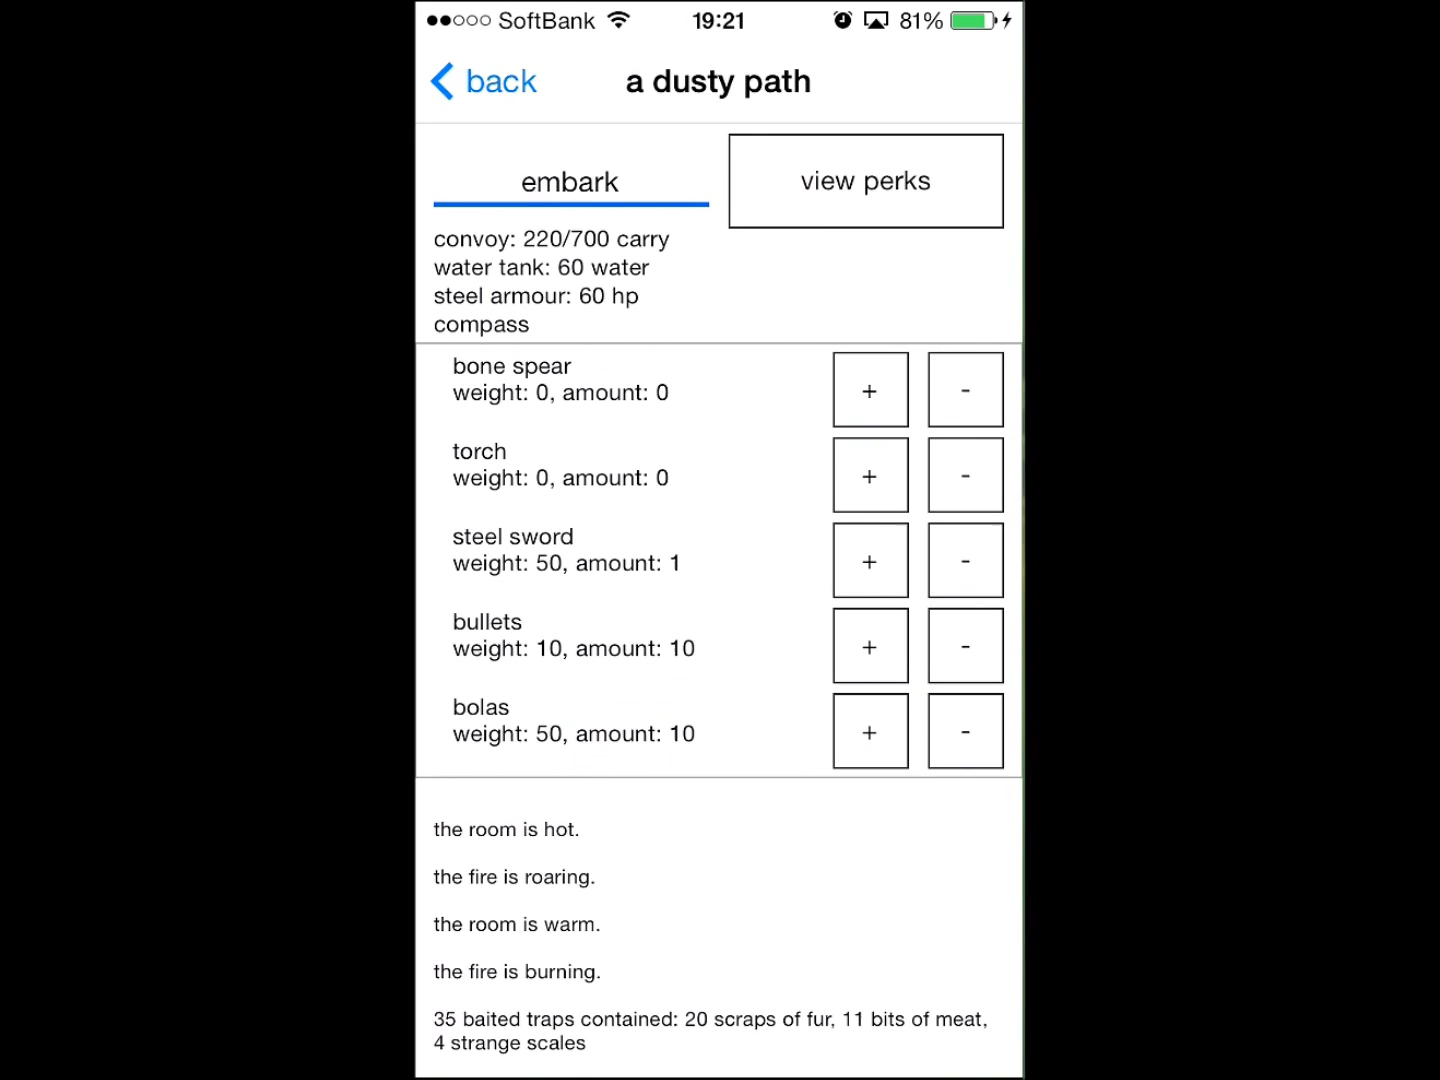 SoftBank 19:21 81%
back a dusty path
embark view perks
convoy: 220/700 carry
water tank: 60 water
steel armour: 60 hp
compass
bone spear
weight: 0, amount: 0 + -
torch
weight: 0, amount: 0 + -
steel sword
weight: 50, amount: 1 + -
bullets
weight: 10, amount: 10 + -
bolas
weight: 50, amount: 10 + -
the room is hot.
the fire is roaring.
the room is warm.
the fire is burning.
35 baited traps contained: 20 scraps of fur, 11 bits of meat,
4 strange scales